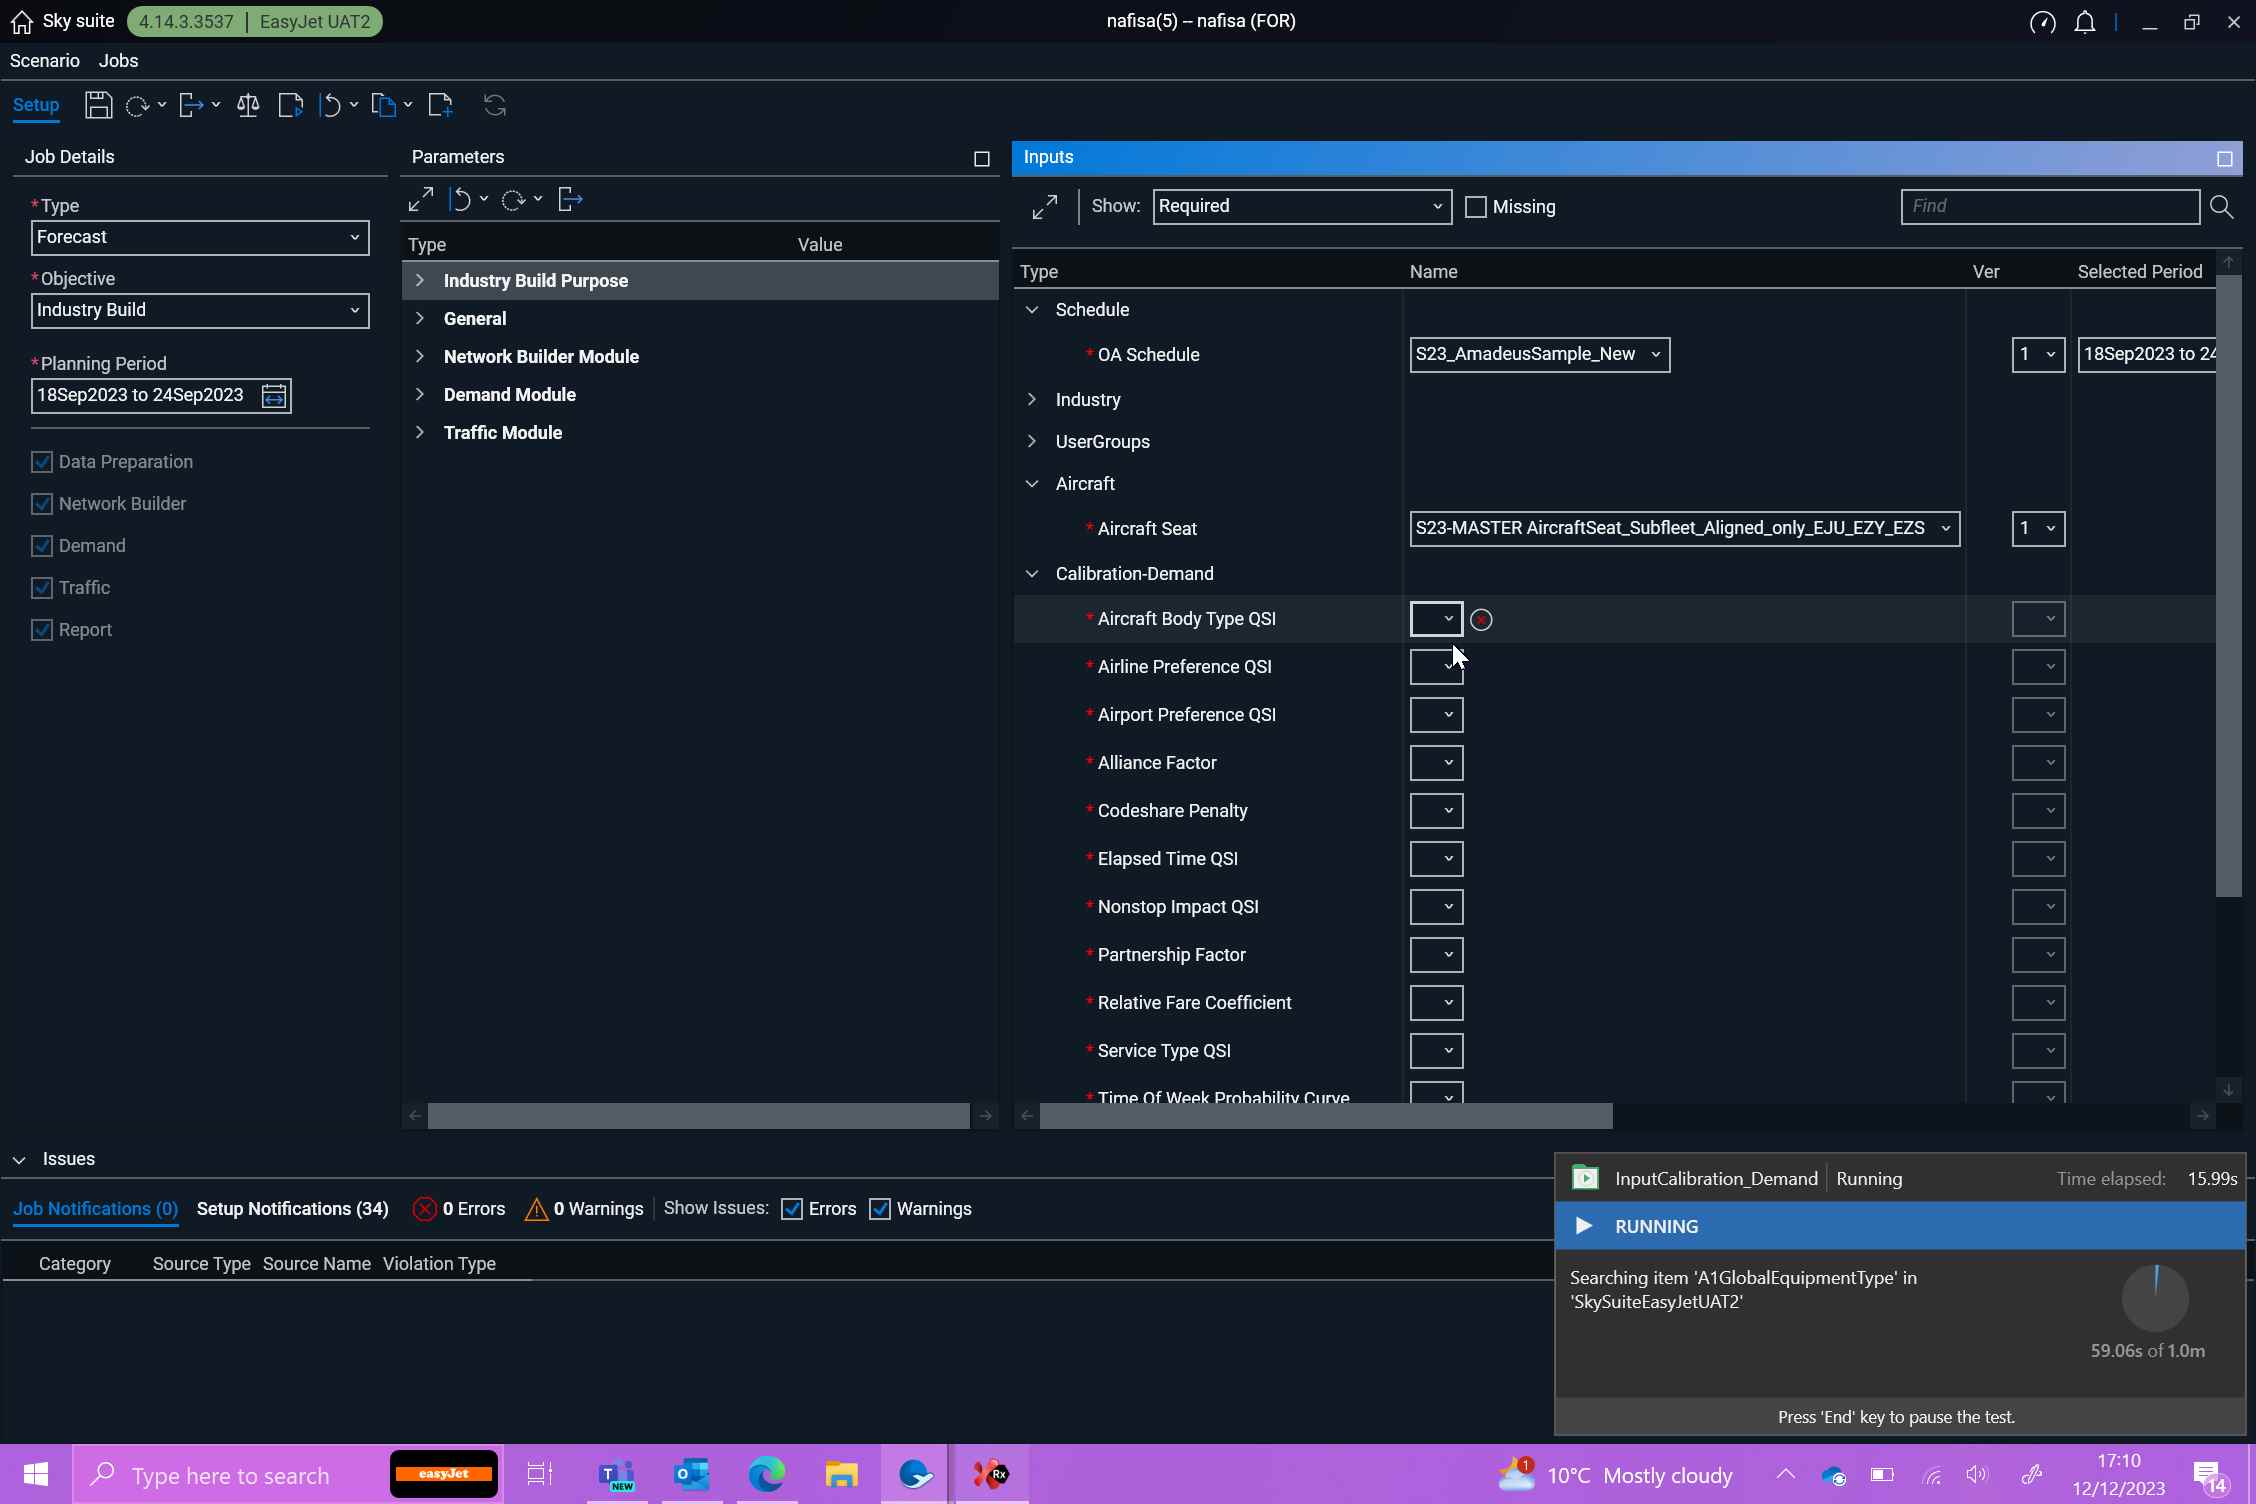 Sky suite 4.14.3.3537 | EasyJet UAT2 nafisa(5) – nafisa (FOR)
Scenario Jobs
Setup
Job Details
* Type
Forecast
* Objective
Industry Build
* Planning Period
18Sep2023 to 24Sep2023
Data Preparation
Network Builder
Demand
Traffic
Report
Parameters
Type Value
Industry Build Purpose
General
Network Builder Module
Demand Module
Traffic Module
Inputs
Show: Required Missing Find
Type Name Ver Selected Period
Schedule
* OA Schedule S23_AmadeusSample_New 1 18Sep2023 to 24
Industry
UserGroups
Aircraft
* Aircraft Seat S23-MASTER AircraftSeat_Subfleet_Aligned_only_EJU_EZY_EZS 1
Calibration-Demand
* Aircraft Body Type QSI
* Airline Preference QSI
* Airport Preference QSI
* Alliance Factor
* Codeshare Penalty
* Elapsed Time QSI
* Nonstop Impact QSI
* Partnership Factor
* Relative Fare Coefficient
* Service Type QSI
* Time Of Week Probability Curve
Issues
Job Notifications (0) Setup Notifications (34) 0 Errors 0 Warnings Show Issues: Errors Warnings
Category Source Type Source Name Violation Type
InputCalibration_Demand | Running Time elapsed: 15.99s
RUNNING
Searching item 'A1GlobalEquipmentType' in
'SkySuiteEasyJetUAT2'
59.06s of 1.0m
Press 'End' key to pause the test.
Type here to search easyJet T NEW O Rx 1 10°C Mostly cloudy 17:10
12/12/2023 14